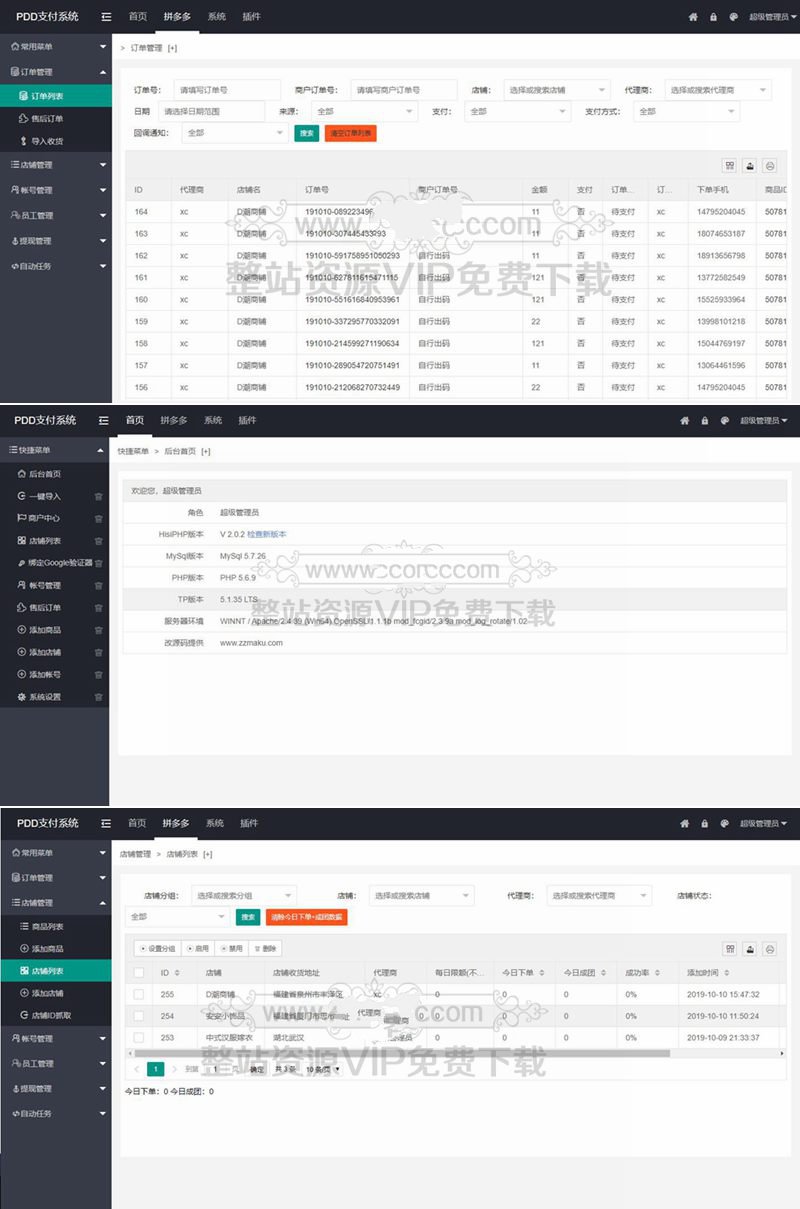 PDD支付系统 首页 拼多多 系统 插件 超级管理员
常用菜单 > 订单管理 [+]
订单管理
订单列表 订单号: 请填写订单号 商户订单号: 请填写商户订单号 店铺: 选择或搜索店铺 代理商: 选择或搜索代理商
售后订单 日期 请选择日期范围 来源: 全部 支付: 全部 支付方式: 全部
导入收货 回调通知: 全部 搜索 清空订单列表
店铺管理
帐号管理 ID 代理商 店铺名 订单号 商户订单号 金额 支付 订单... 订... 下单手机 商品ID
员工管理 164 xc D潮商铺 191010-08922349 11 否 待支付 xc 14795204045 50781
提现管理 163 xc D潮商铺 191010-307445433393 11 否 待支付 xc 18074653187 50781
自动任务 162 xc D潮商铺 191010-591758951050293 自行出码 11 否 待支付 xc 18913656798 50781
161 xc D潮商铺 191010-627811615471115 自行出码 121 否 待支付 xc 13772582549 50781
160 xc D潮商铺 191010-551616840953961 自行出码 121 否 待支付 xc 15525933964 50781
159 xc D潮商铺 191010-337295770332091 自行出码 22 否 待支付 xc 13998101218 50781
158 xc D潮商铺 191010-214599271190634 自行出码 121 否 待支付 xc 15044769197 50781
157 xc D潮商铺 191010-289054720751491 自行出码 11 否 待支付 xc 13064461596 50781
156 xc D潮商铺 191010-212068270732449 自行出码 22 否 待支付 xc 14795204045 50781
整站资源VIP免费下载
PDD支付系统 首页 拼多多 系统 插件 超级管理员
快捷菜单 快捷菜单 > 后台首页 [+]
后台首页
一键导入 欢迎您,超级管理员
商户中心 角色 超级管理员
店铺列表 HisiPHP版本 V 2.0.2 检查新版本
绑定Google验证器 MySql版本 MySql 5.7.26
帐号管理 PHP版本 PHP 5.6.9
售后订单 TP版本 5.1.35 LTS
添加商品 服务器环境 WINNT / Apache/2.4.39 (Win64) OpenSSL/1.1.1b mod_fcgid/2.3.9a mod_log_rotate/1.02
添加店铺 改源码提供 www.zzmaku.com
添加帐号
系统设置
www.ccorcccom
整站资源VIP免费下载
PDD支付系统 首页 拼多多 系统 插件 超级管理员
常用菜单 店铺管理 > 店铺列表 [+]
订单管理
店铺管理 店铺分组: 选择或搜索分组 店铺: 选择或搜索店铺 代理商: 选择或搜索代理商 店铺状态:
商品列表 全部 搜索 清除今日下单+成团数据
添加商品 设置分组 启用 禁用 删除
店铺列表 ID 店铺 店铺收货地址 代理商 每日限额(不... 今日下单 今日成团 成功率 添加时间
添加店铺 255 D潮商铺 福建省泉州市丰泽区 xc 0 0 0 0% 2019-10-10 15:47:32
店铺ID抓取 254 安安小饰品 代理商 0 0 0 0% 2019-10-10 11:50:24
帐号管理 253 中式汉服嫁衣 湖北武汉 0 0 0 0% 2019-10-09 21:33:37
员工管理 1 到第 1 页 确定 共 3 条 10 条/页
提现管理 今日下单: 0 今日成团: 0
自动任务
整站资源VIP免费下载